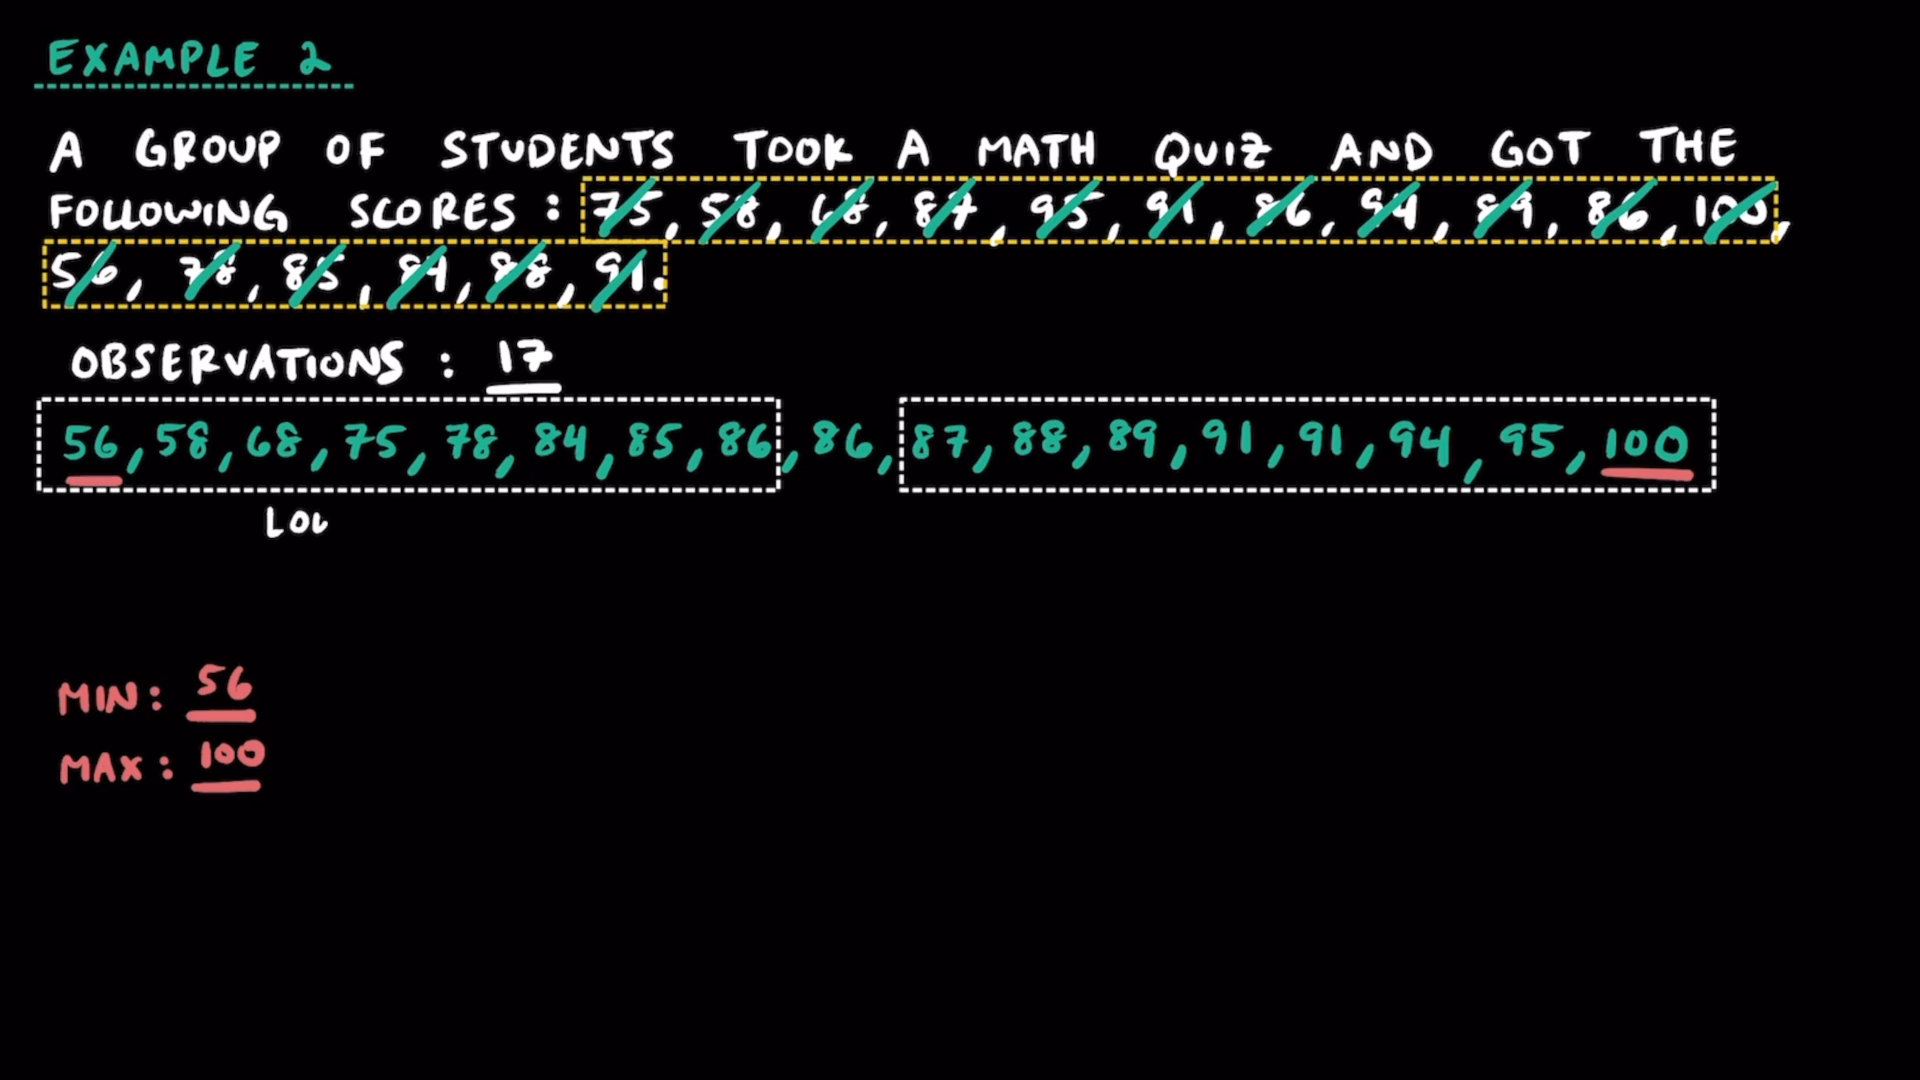 EXAMPLE 2
A GROUP OF STUDENTS TOOK A MATH QUIZ AND GOT THE
FOLLOWING SCORES: 75, 58, 68, 87, 95, 91, 86, 94, 89, 86, 100,
56, 78, 85, 84, 88, 91.
OBSERVATIONS: 17
56, 58, 68, 75, 78, 84, 85, 86, 86, 87, 88, 89, 91, 91, 94, 95, 100
LOW
MIN: 56
MAX: 100